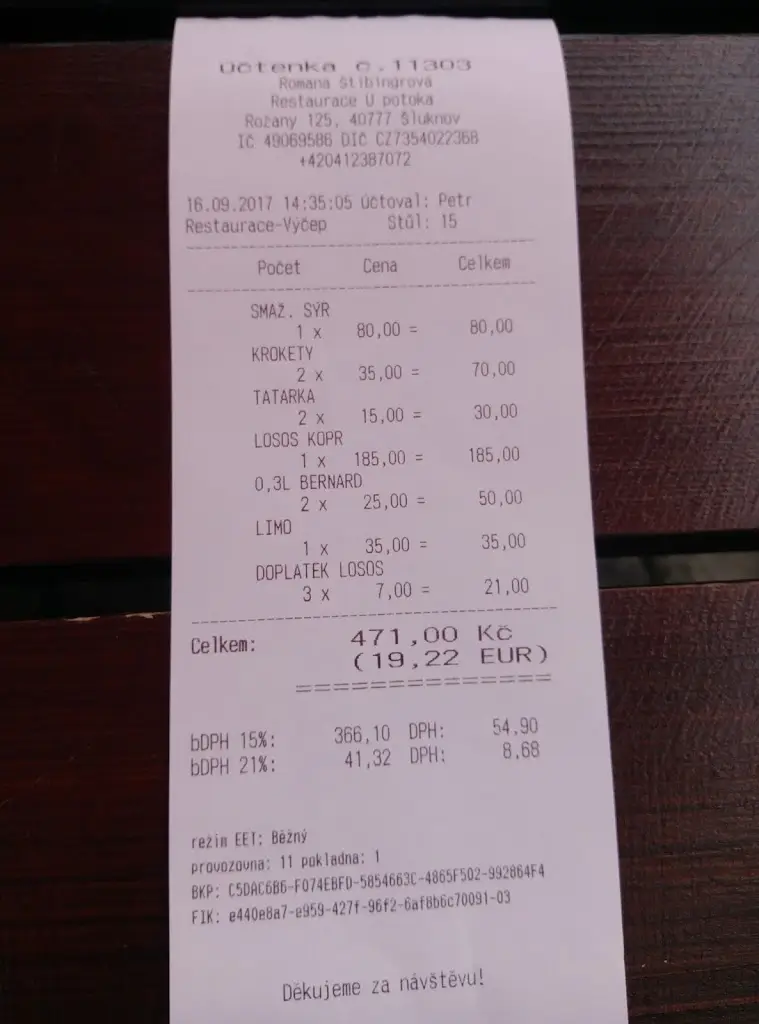 Účtenka č.11303
Romana Štibingrová
Restaurace U potoka
Rožany 125, 40777 Šluknov
IČ 49069586 DIČ CZ7354022368
+420412387072
16.09.2017 14:35:05 Účtoval: Petr
Restaurace-Výčep Stůl: 15
Počet Cena Celkem
SMAŽ. SÝR
1 x 80,00 = 80,00
KROKETY
2 x 35,00 = 70,00
TATARKA
2 x 15,00 = 30,00
LOSOS KOPR
1 x 185,00 = 185,00
0,3L BERNARD
2 x 25,00 = 50,00
LIMO
1 x 35,00 = 35,00
DOPLATEK LOSOS
3 x 7,00 = 21,00
Celkem: 471,00 Kč
(19,22 EUR)
==============
bDPH 15%: 366,10 DPH: 54,90
bDPH 21%: 41,32 DPH: 8,68
režim EET: Běžný
provozovna: 11 pokladna: 1
BKP: C5DAC6B6-F074EBFD-5854663C-4865F502-992864F4
FIK: e440e8a7-e959-427f-96f2-6af8b6c70091-03
Děkujeme za návštěvu!